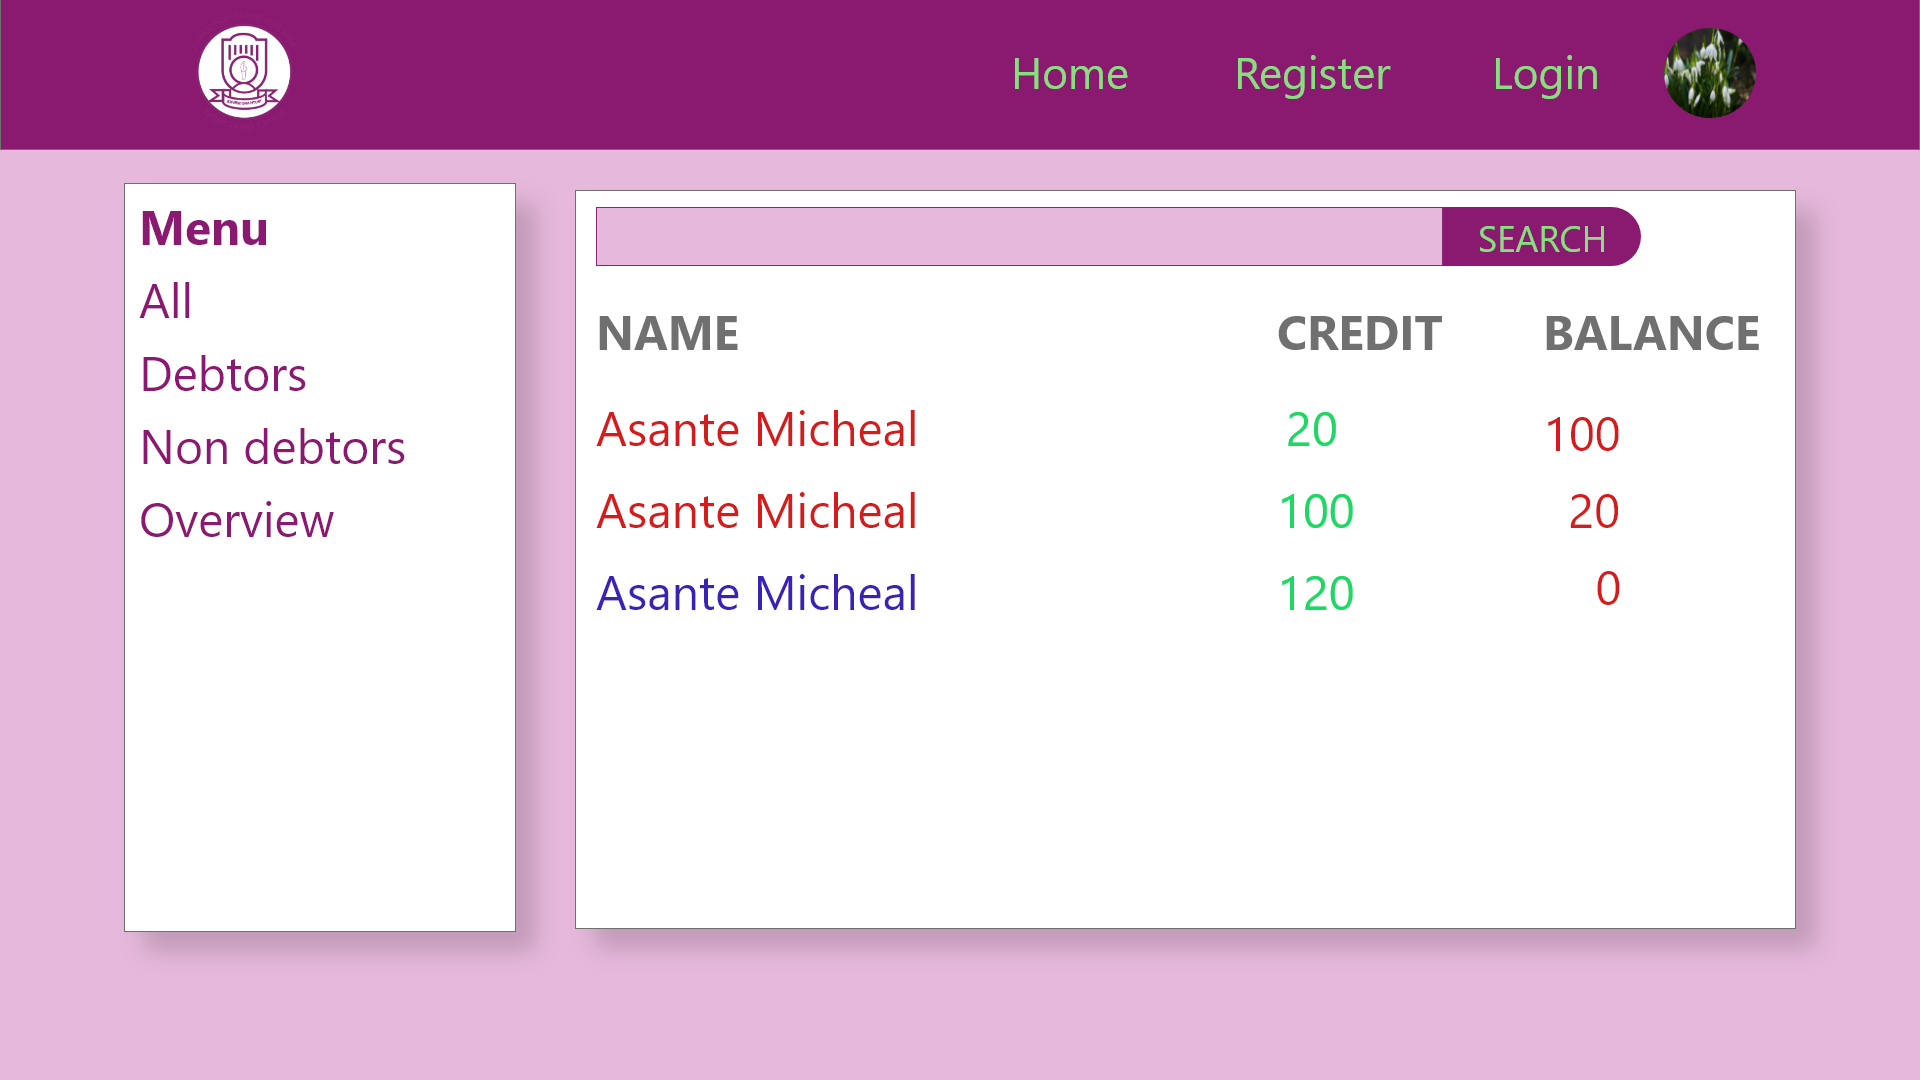 Home Register Login
Menu
All
Debtors
Non debtors
Overview
SEARCH
NAME CREDIT BALANCE
Asante Micheal 20 100
Asante Micheal 100 20
Asante Micheal 120 0